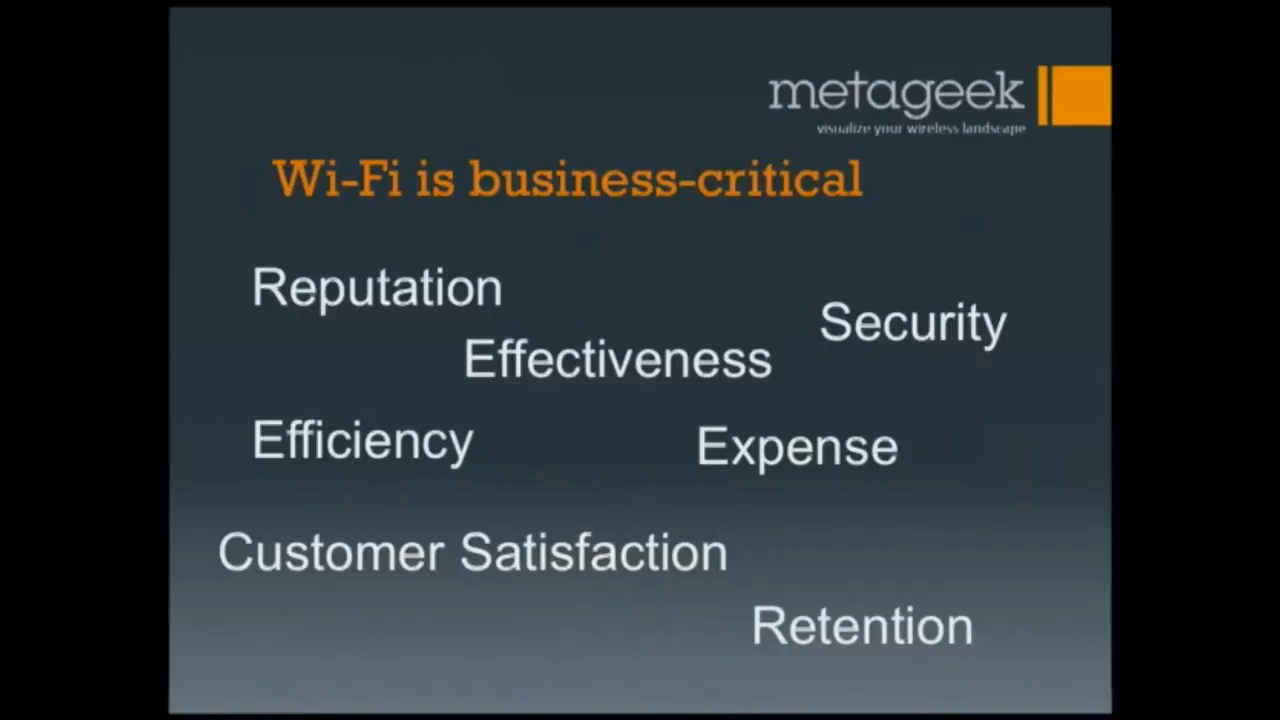 metageek
visualize your wireless landscape
Wi-Fi is business-critical
Reputation
Security
Effectiveness
Efficiency
Expense
Customer Satisfaction
Retention